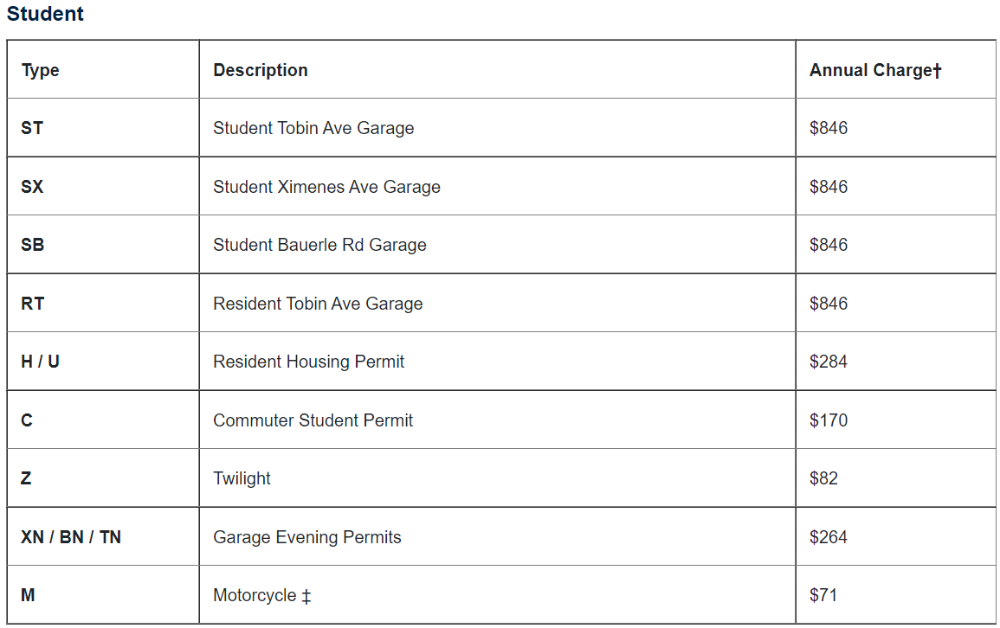 Student
Type Description Annual Charge†
ST Student Tobin Ave Garage $846
SX Student Ximenes Ave Garage $846
SB Student Bauerle Rd Garage $846
RT Resident Tobin Ave Garage $846
H / U Resident Housing Permit $284
C Commuter Student Permit $170
Z Twilight $82
XN / BN / TN Garage Evening Permits $264
M Motorcycle ‡ $71